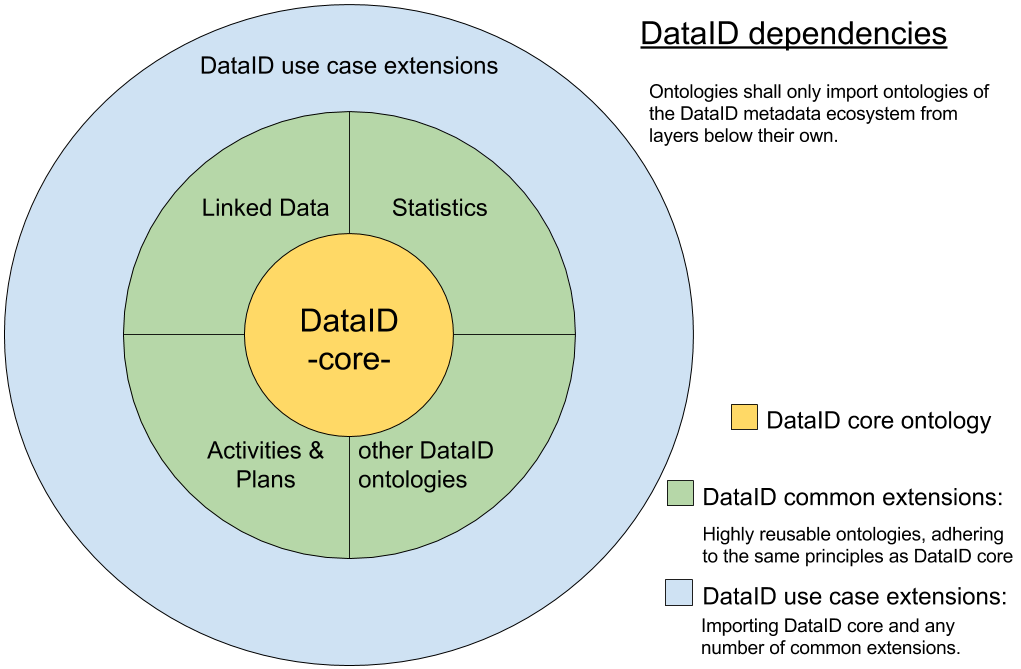 DataID dependencies
Ontologies shall only import ontologies of
the DataID metadata ecosystem from
layers below their own.
DataID use case extensions
Linked Data
Statistics
DataID
-core-
Activities &
Plans
other DataID
ontologies
DataID core ontology
DataID common extensions:
Highly reusable ontologies, adhering
to the same principles as DataID core
DataID use case extensions:
Importing DataID core and any
number of common extensions.